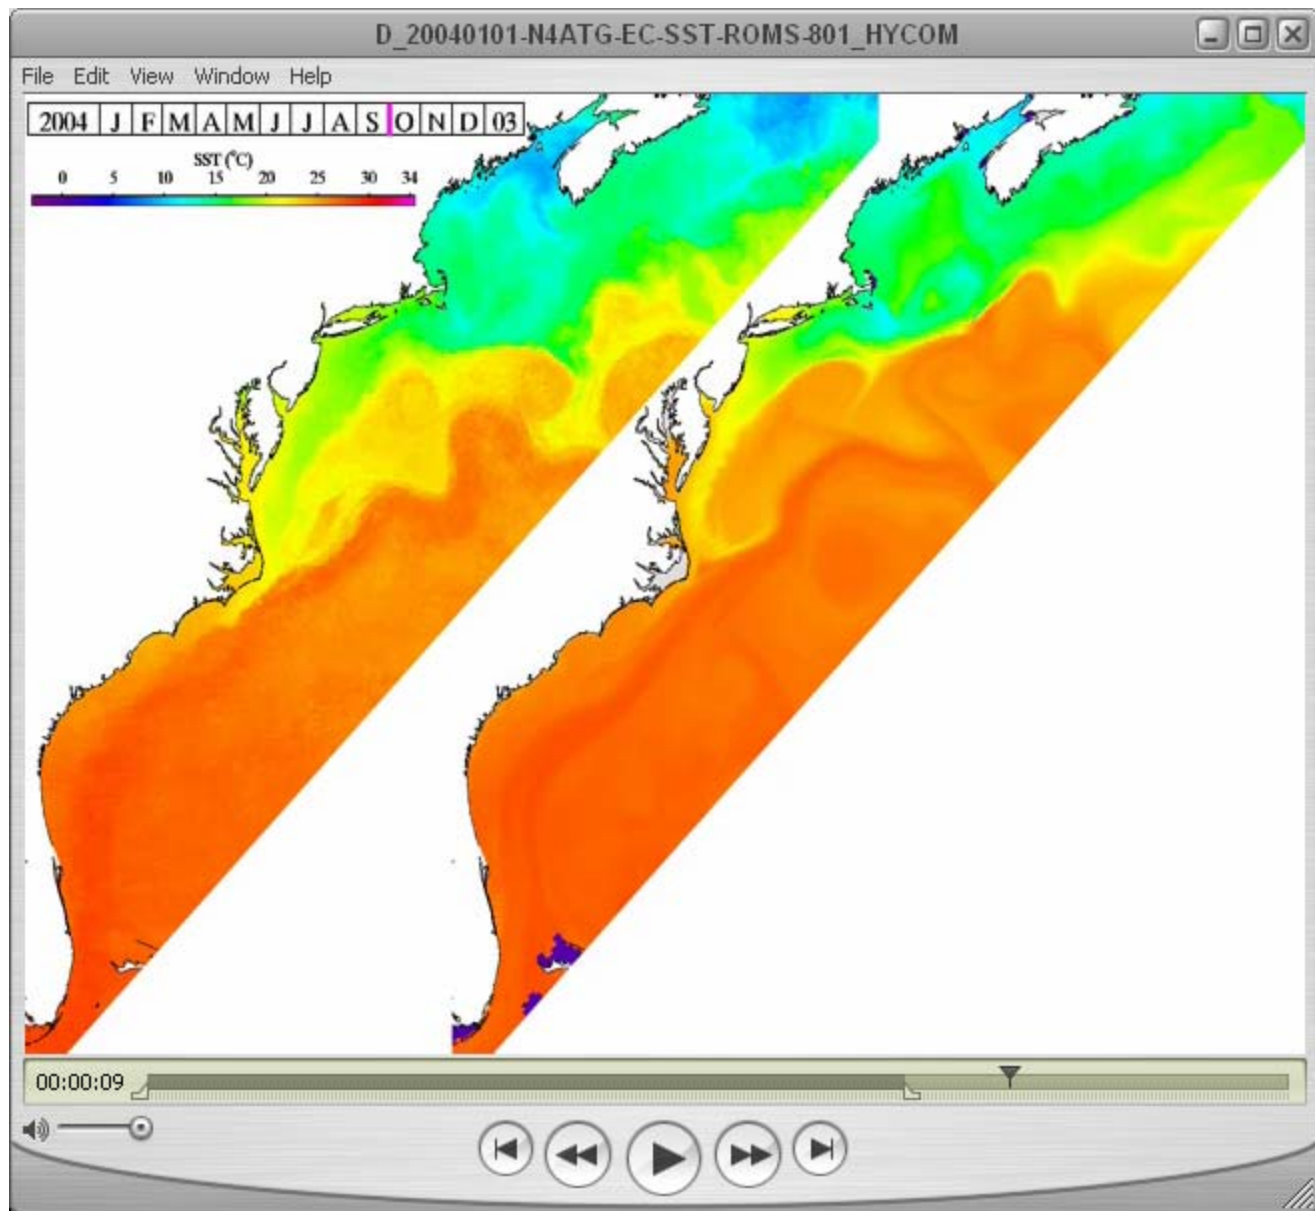 D_20040101-N4ATG-EC-SST-ROMS-801_HYCOM
File Edit View Window Help
2004 J F M A M J J A S O N D 03
SST (°C)
0 5 10 15 20 25 30 34
00:00:09